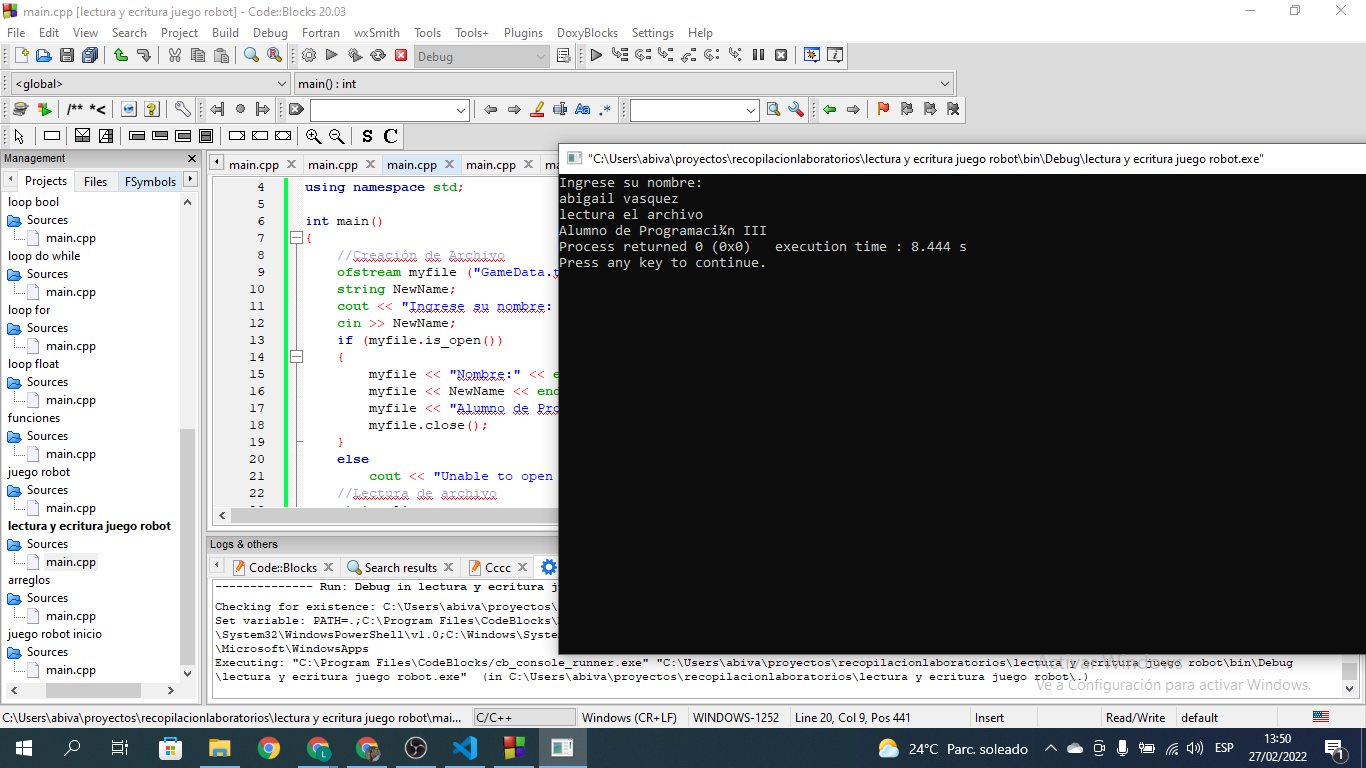 main.cpp [lectura y ecritura juego robot] - Code::Blocks 20.03
File Edit View Search Project Build Debug Fortran wxSmith Tools Tools+ Plugins DoxyBlocks Settings Help
Debug
<global>
main() : int
/** *<
Aa .*
S C
Management
Projects Files FSymbols
loop bool
Sources
main.cpp
loop do while
Sources
main.cpp
loop for
Sources
main.cpp
loop float
Sources
main.cpp
funciones
Sources
main.cpp
juego robot
Sources
main.cpp
lectura y ecritura juego robot
Sources
main.cpp
arreglos
Sources
main.cpp
juego robot inicio
Sources
main.cpp
main.cpp main.cpp main.cpp main.cpp ma
4 using namespace std;
5
6 int main()
7 {
8 //Creación de Archivo
9 ofstream myfile ("GameData.t
10 string NewName;
11 cout << "Ingrese su nombre:
12 cin >> NewName;
13 if (myfile.is_open())
14 {
15 myfile << "Nombre:" << e
16 myfile << NewName << end
17 myfile << "Alumno de Pro
18 myfile.close();
19 }
20 else
21 cout << "Unable to open
22 //Lectura de archivo
"C:\Users\abiva\proyectos\recopilacionlaboratorios\lectura y ecritura juego robot\bin\Debug\lectura y ecritura juego robot.exe"
Ingrese su nombre:
abigail vasquez
lectura el archivo
Alumno de Programaci¾n III
Process returned 0 (0x0)   execution time : 8.444 s
Press any key to continue.
Logs & others
Code::Blocks Search results Cccc
-------------- Run: Debug in lectura y ecritura j
Checking for existence: C:\Users\abiva\proyectos\
Set variable: PATH=.;C:\Program Files\CodeBlocks\
\System32\WindowsPowerShell\v1.0;C:\Windows\System
\Microsoft\WindowsApps
Executing: "C:\Program Files\CodeBlocks/cb_console_runner.exe" "C:\Users\abiva\proyectos\recopilacionlaboratorios\lectura y ecritura juego robot\bin\Debug
\lectura y ecritura juego robot.exe"  (in C:\Users\abiva\proyectos\recopilacionlaboratorios\lectura y ecritura juego robot\.)
Activar Windows
Ve a Configuración para activar Windows.
C:\Users\abiva\proyectos\recopilacionlaboratorios\lectura y ecritura juego robot\mai... C/C++ Windows (CR+LF) WINDOWS-1252 Line 20, Col 9, Pos 441 Insert Read/Write default
24°C Parc. soleado ESP 13:50
27/02/2022 1